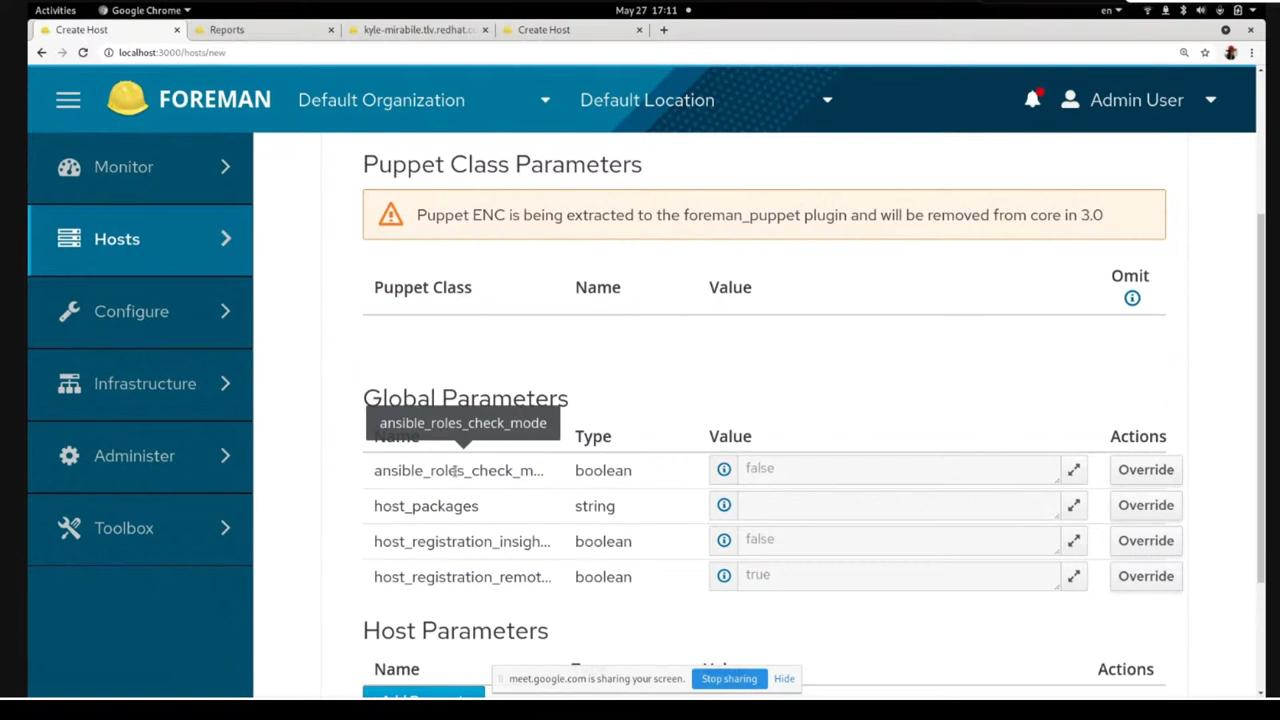 Activities
Google Chrome
May 27 17:11
en
Create Host
Reports
kyle-mirabile.tlv.redhat.c
Create Host
localhost:3000/hosts/new
FOREMAN
Default Organization
Default Location
Admin User
Monitor
Hosts
Configure
Infrastructure
Administer
Toolbox
Puppet Class Parameters
Puppet ENC is being extracted to the foreman_puppet plugin and will be removed from core in 3.0
Puppet Class Name Value Omit
Global Parameters
ansible_roles_check_mode
Name Type Value Actions
ansible_roles_check_m... boolean false Override
host_packages string Override
host_registration_insigh... boolean false Override
host_registration_remot... boolean true Override
Host Parameters
Name Actions
meet.google.com is sharing your screen. Stop sharing Hide